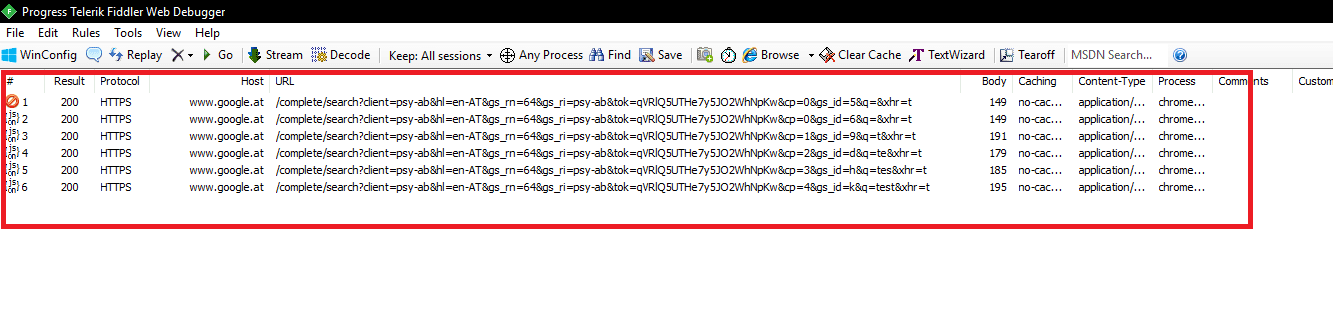 Progress Telerik Fiddler Web Debugger
File Edit Rules Tools View Help
WinConfig Replay Go Stream Decode Keep: All sessions Any Process Find Save Browse Clear Cache TextWizard Tearoff MSDN Search...
# Result Protocol Host URL Body Caching Content-Type Process Comments Custom
1 200 HTTPS www.google.at /complete/search?client=psy-ab&hl=en-AT&gs_rn=64&gs_ri=psy-ab&tok=qVRlQ5UTHe7y5JO2WhNpKw&cp=0&gs_id=5&q=&xhr=t 149 no-cac... application/... chrome...
js on 2 200 HTTPS www.google.at /complete/search?client=psy-ab&hl=en-AT&gs_rn=64&gs_ri=psy-ab&tok=qVRlQ5UTHe7y5JO2WhNpKw&cp=0&gs_id=6&q=&xhr=t 149 no-cac... application/... chrome...
js on 3 200 HTTPS www.google.at /complete/search?client=psy-ab&hl=en-AT&gs_rn=64&gs_ri=psy-ab&tok=qVRlQ5UTHe7y5JO2WhNpKw&cp=1&gs_id=9&q=t&xhr=t 191 no-cac... application/... chrome...
js on 4 200 HTTPS www.google.at /complete/search?client=psy-ab&hl=en-AT&gs_rn=64&gs_ri=psy-ab&tok=qVRlQ5UTHe7y5JO2WhNpKw&cp=2&gs_id=d&q=te&xhr=t 179 no-cac... application/... chrome...
js on 5 200 HTTPS www.google.at /complete/search?client=psy-ab&hl=en-AT&gs_rn=64&gs_ri=psy-ab&tok=qVRlQ5UTHe7y5JO2WhNpKw&cp=3&gs_id=h&q=tes&xhr=t 185 no-cac... application/... chrome...
js on 6 200 HTTPS www.google.at /complete/search?client=psy-ab&hl=en-AT&gs_rn=64&gs_ri=psy-ab&tok=qVRlQ5UTHe7y5JO2WhNpKw&cp=4&gs_id=k&q=test&xhr=t 195 no-cac... application/... chrome...